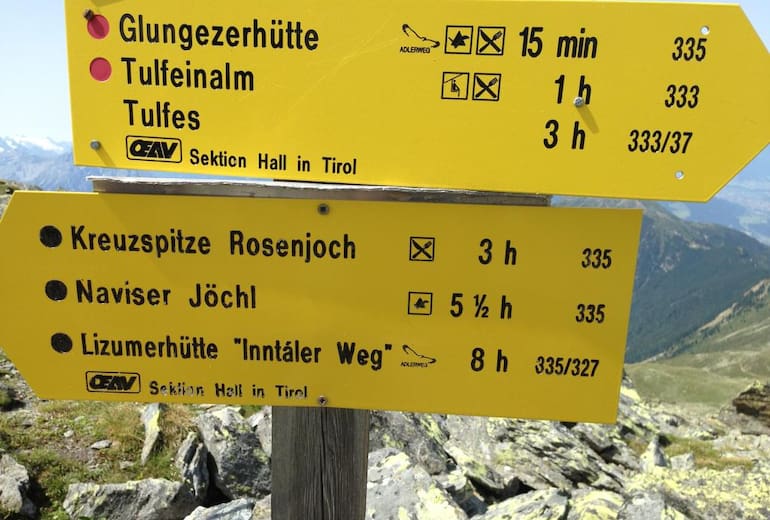 Glungezerhütte ADLERWEG 15 min 335
Tulfeinalm 1 h 333
Tulfes 3 h 333/37
OEAV Sektion Hall in Tirol
Kreuzspitze Rosenjoch 3 h 335
Naviser Jöchl 5 ½ h 335
Lizumerhütte "Inntáler Weg" ADLERWEG 8 h 335/327
OEAV Sektion Hall in Tirol